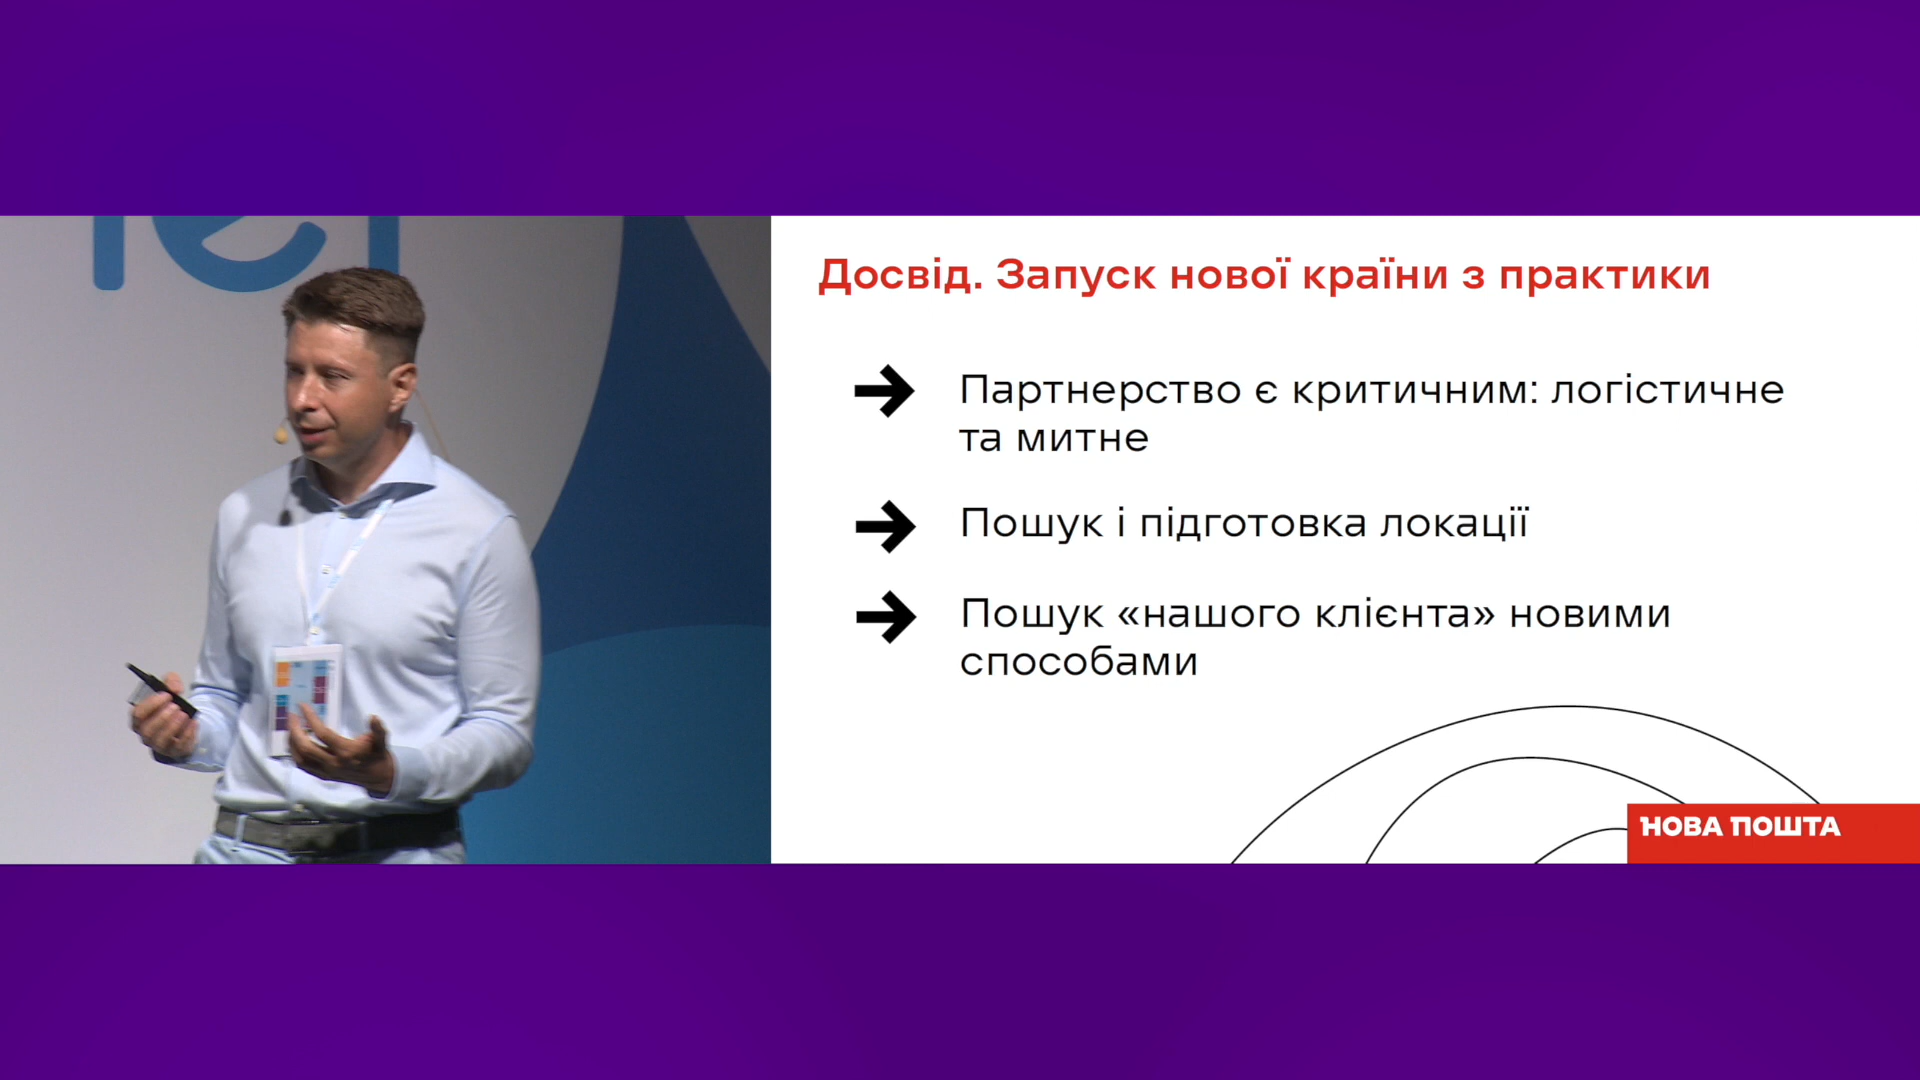 Досвід. Запуск нової країни з практики
Партнерство є критичним: логістичне
та митне
Пошук і підготовка локації
Пошук «нашого клієнта» новими
способами
НОВА ПОШТА